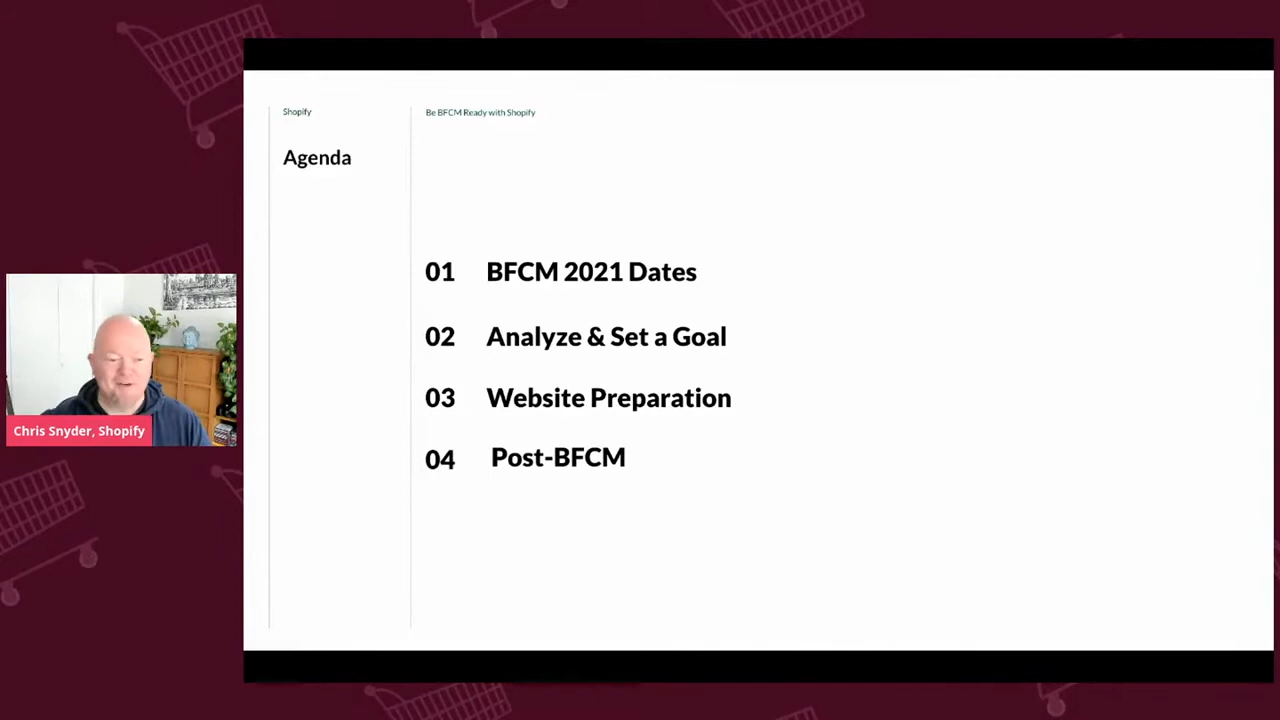 Shopify
Be BFCM Ready with Shopify
Agenda
01 BFCM 2021 Dates
02 Analyze & Set a Goal
03 Website Preparation
04 Post-BFCM
Chris Snyder, Shopify